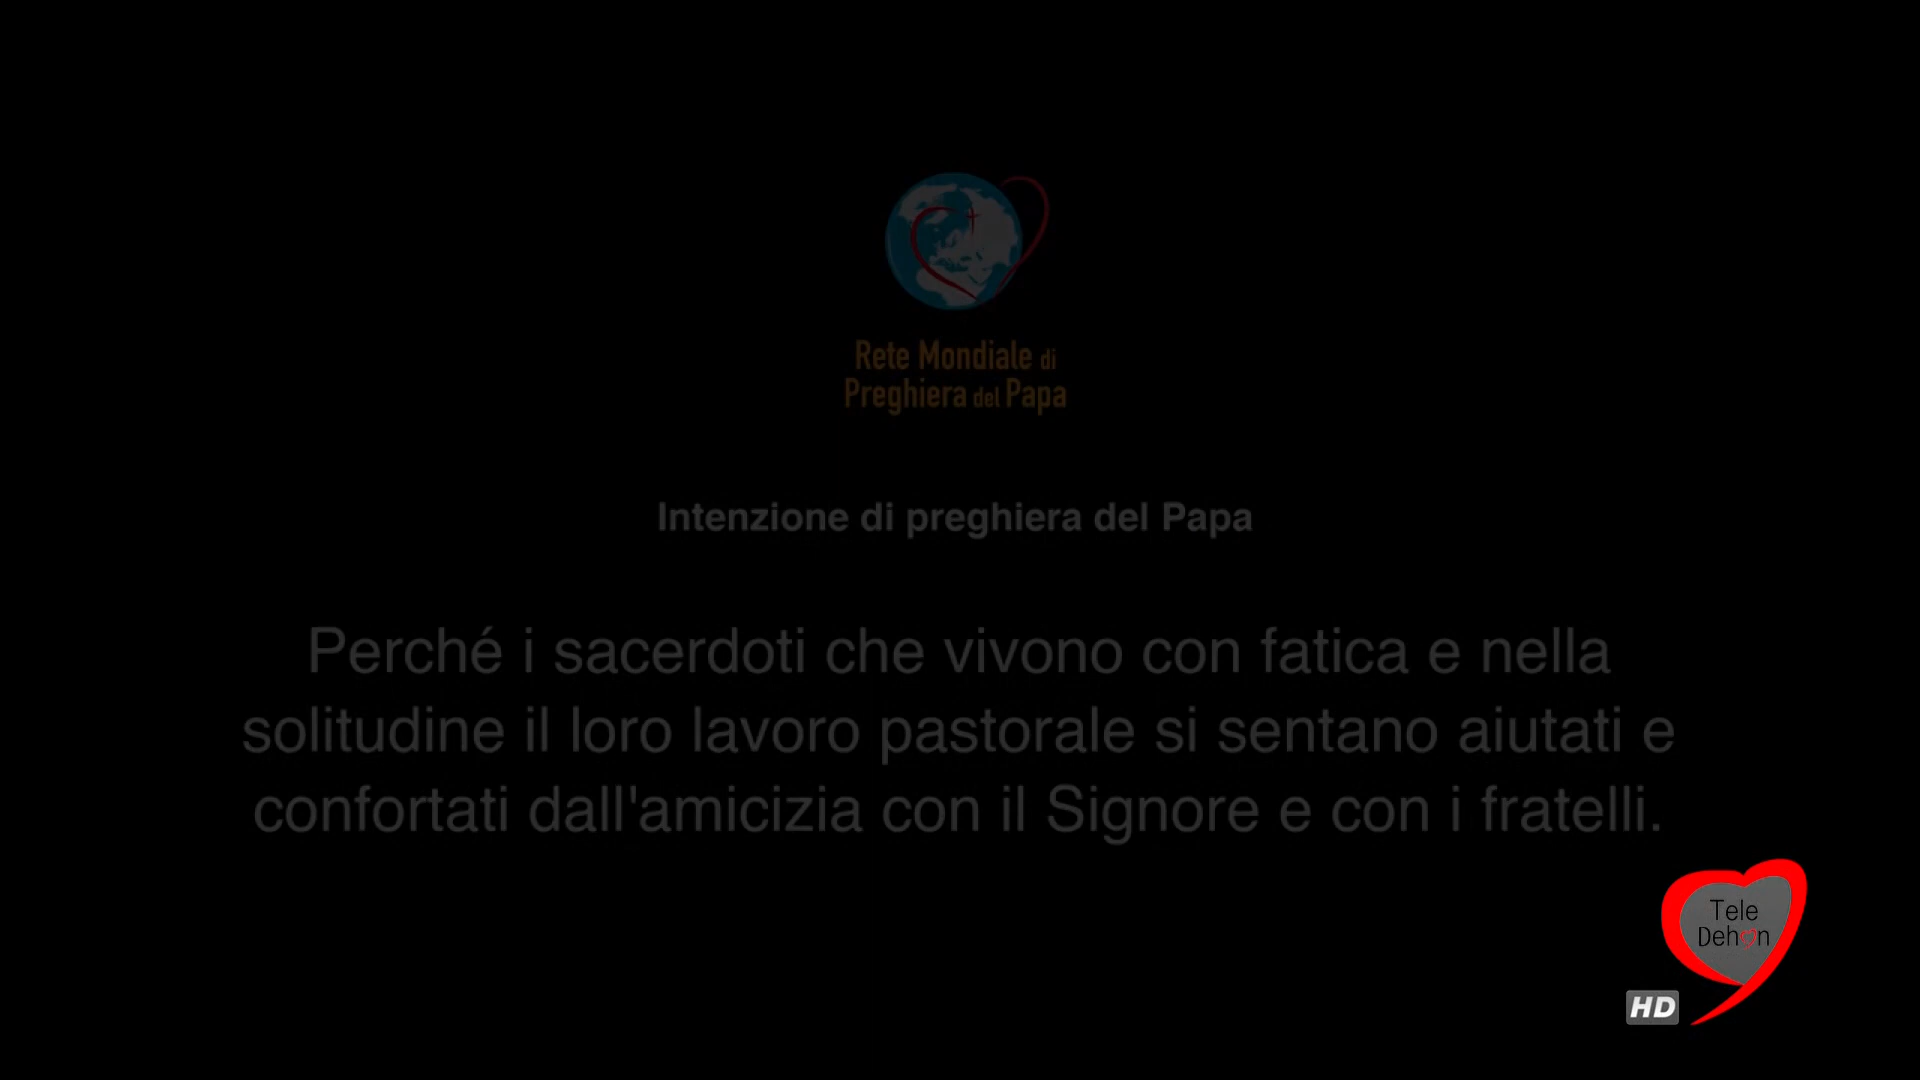 Rete Mondiale di
Preghiera del Papa
Intenzione di preghiera del Papa
Perché i sacerdoti che vivono con fatica e nella
solitudine il loro lavoro pastorale si sentano aiutati e
confortati dall'amicizia con il Signore e con i fratelli.
Tele
Dehon
HD